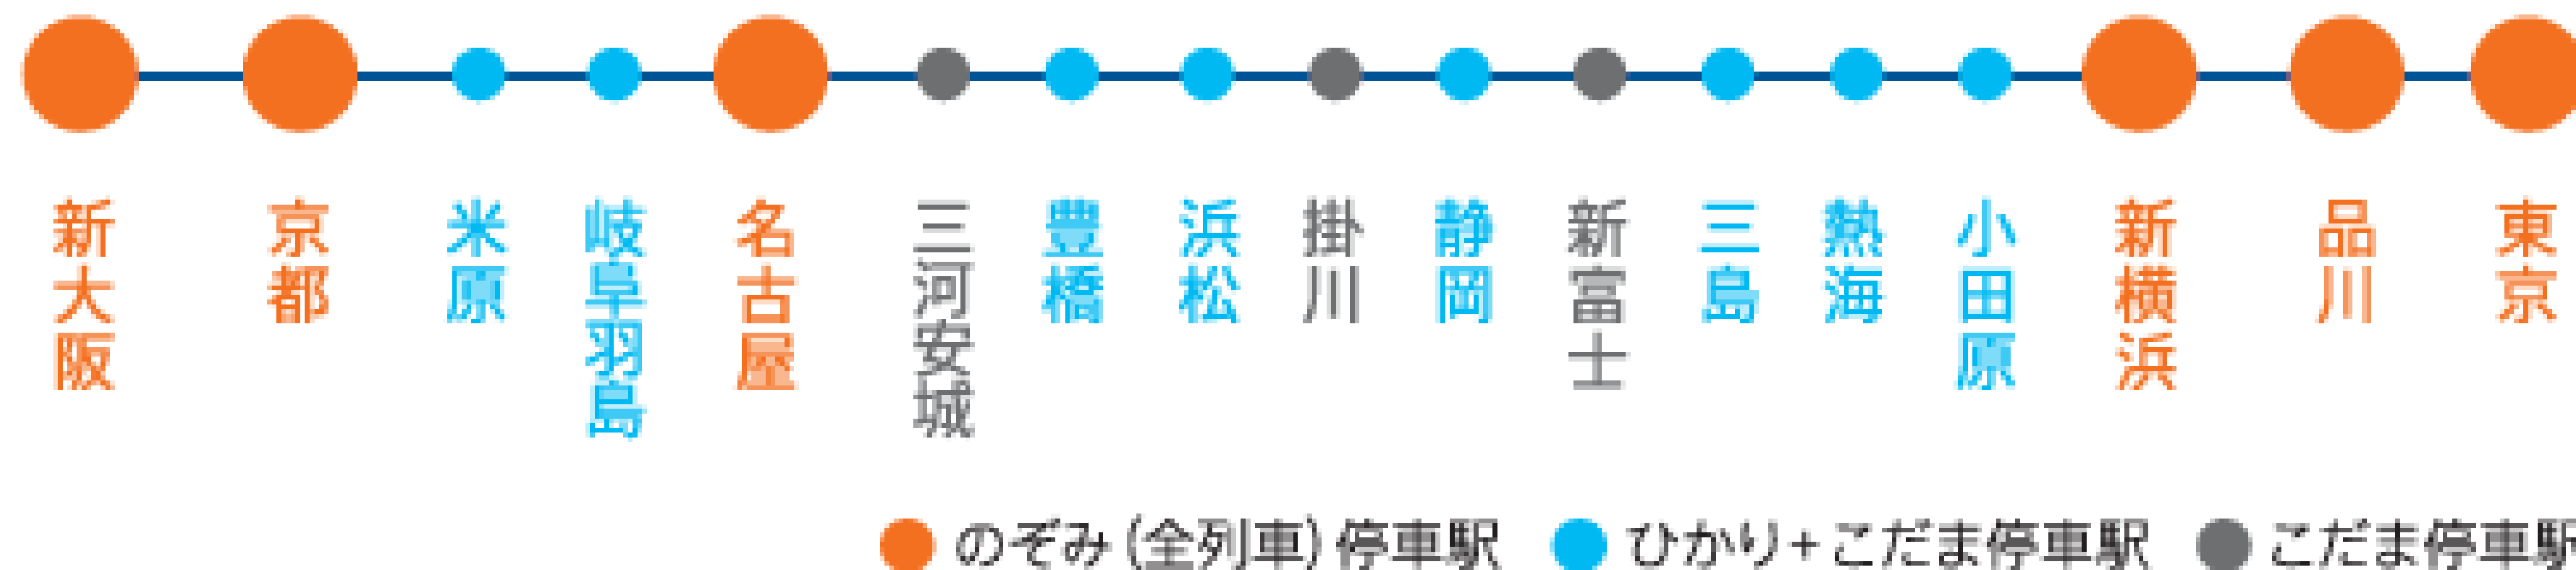 新大阪
京都
米原
岐阜羽島
名古屋
三河安城
豊橋
浜松
掛川
静岡
新富士
三島
熱海
小田原
新横浜
品川
東京
のぞみ(全列車)停車駅
ひかり+こだま停車駅
こだま停車駅